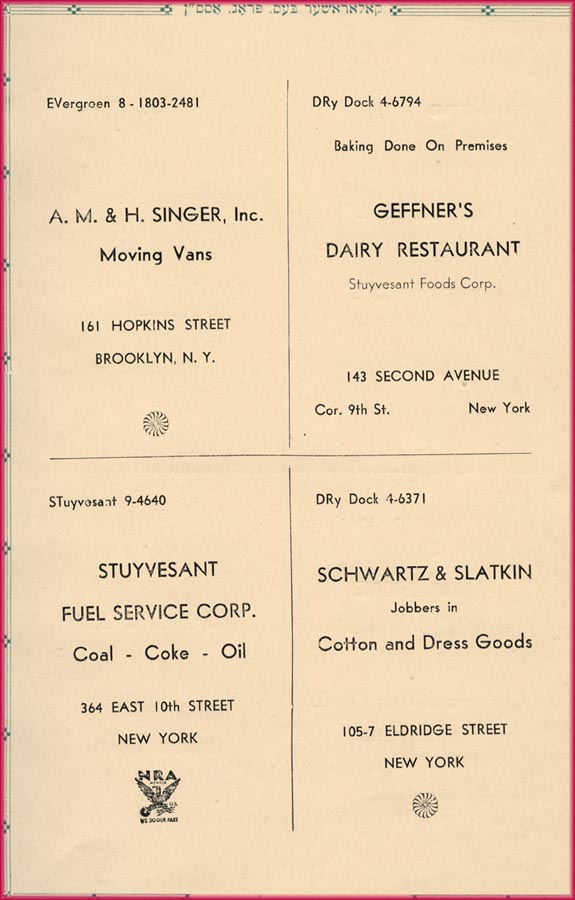 קאלאראשער בעס. פראג. אסס"ן
EVergreen 8 - 1803-2481
A. M. & H. SINGER, Inc.
Moving Vans
161 HOPKINS STREET
BROOKLYN, N. Y.
DRy Dock 4-6794
Baking Done On Premises
GEFFNER'S
DAIRY RESTAURANT
Stuyvesant Foods Corp.
143 SECOND AVENUE
Cor. 9th St. New York
STuyvesant 9-4640
STUYVESANT
FUEL SERVICE CORP.
Coal - Coke - Oil
364 EAST 10th STREET
NEW YORK
NRA
MEMBER
U.S.
WE DO OUR PART
DRy Dock 4-6371
SCHWARTZ & SLATKIN
Jobbers in
Cotton and Dress Goods
105-7 ELDRIDGE STREET
NEW YORK